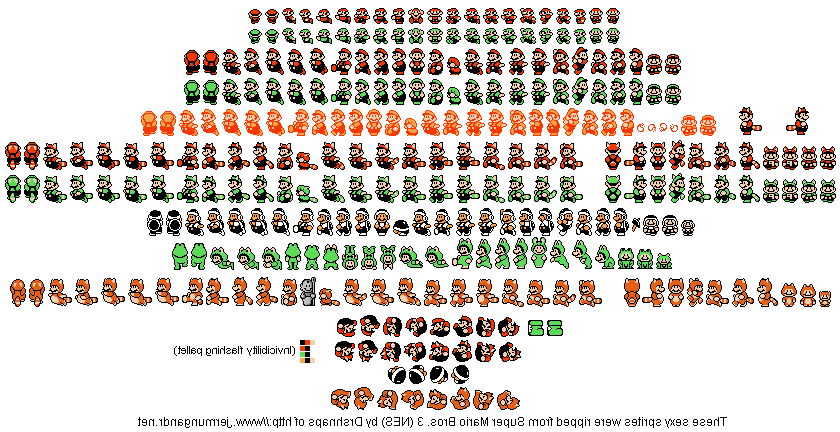 (Invicibility flashing pallet)
These sexy sprites were ripped from Super Mario Bros. 3 (NES) by Drshnaps of http://www.jermungandr.net